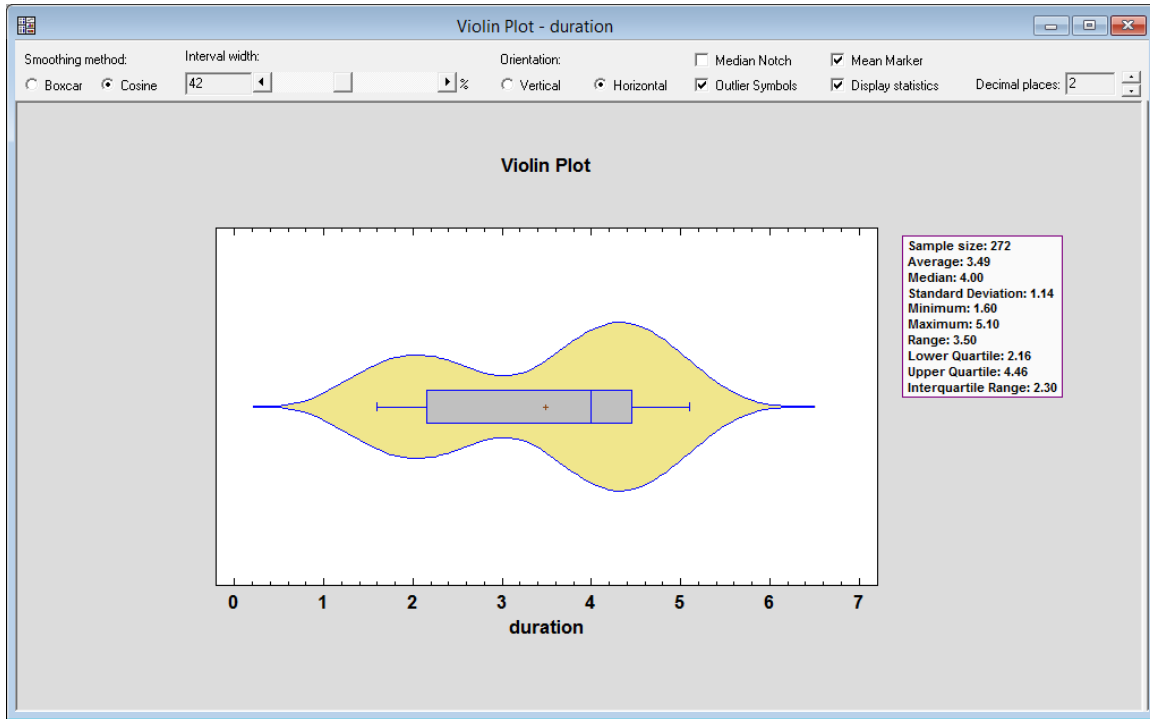 Violin Plot - duration
Smoothing method:
Boxcar
Cosine
Interval width:
42
%
Orientation:
Vertical
Horizontal
Median Notch
Outlier Symbols
Mean Marker
Display statistics
Decimal places: 2
Violin Plot
Sample size: 272
Average: 3.49
Median: 4.00
Standard Deviation: 1.14
Minimum: 1.60
Maximum: 5.10
Range: 3.50
Lower Quartile: 2.16
Upper Quartile: 4.46
Interquartile Range: 2.30
0 1 2 3 4 5 6 7
duration